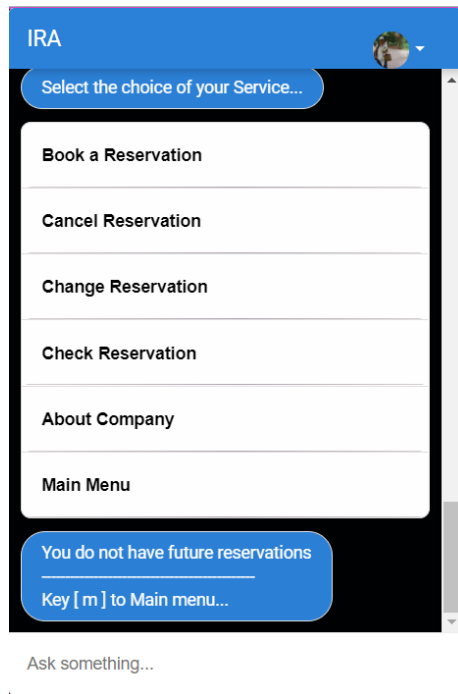 IRA
Select the choice of your Service...
Book a Reservation
Cancel Reservation
Change Reservation
Check Reservation
About Company
Main Menu
You do not have future reservations
----------------------------------------------
Key [ m ] to Main menu...
Ask something...